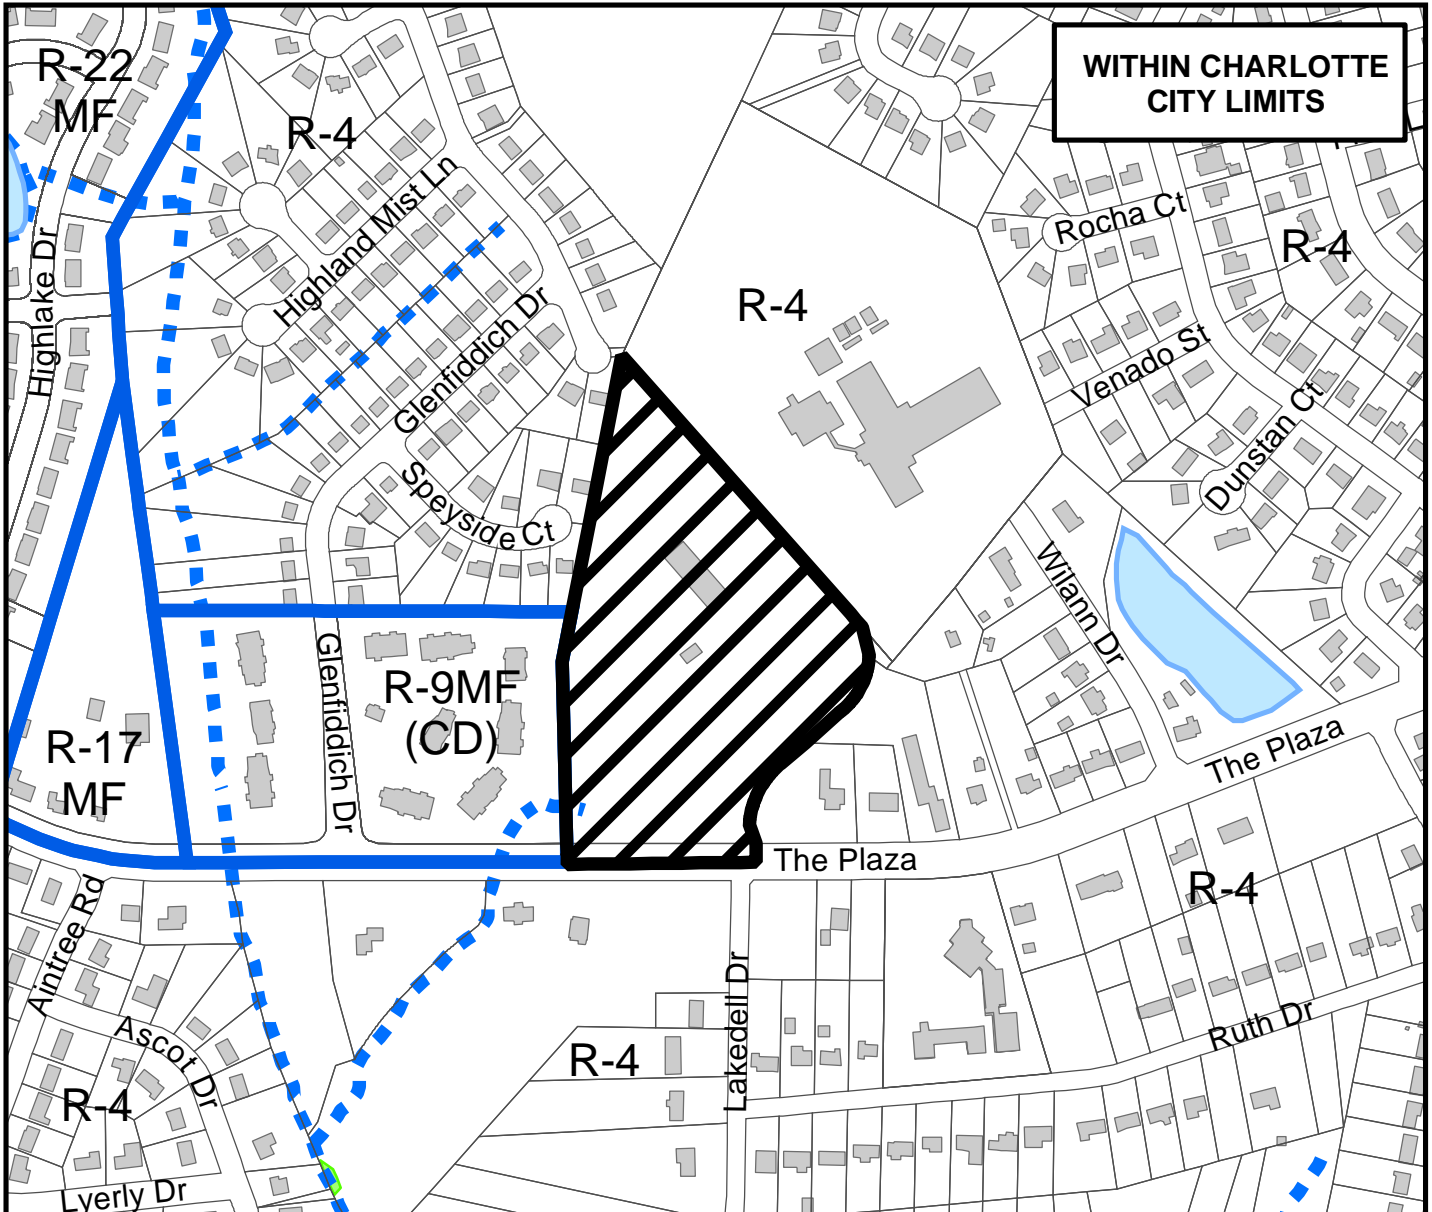 WITHIN CHARLOTTE
CITY LIMITS
R-22
MF
R-4
Highland Mist Ln
Rocha Ct
R-4
Highlake Dr
R-4
Glenfiddich Dr
Venado St
Dunstan Ct
Speyside Ct
Wilann Dr
Glenfiddich Dr
R-9MF
(CD)
R-17
MF
The Plaza
The Plaza
R-4
Aintree Rd
Lakedell Dr
Ascot Dr
Ruth Dr
R-4
R-4
Lyerly Dr